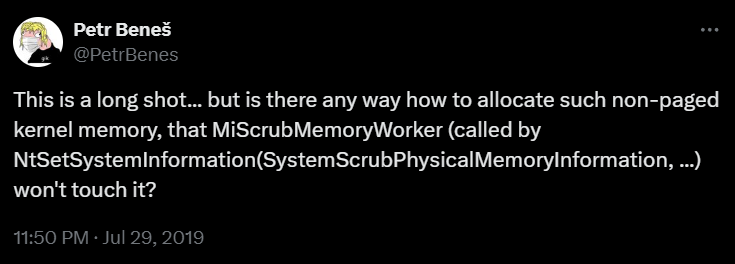 Petr Beneš
@PetrBenes
This is a long shot... but is there any way how to allocate such non-paged
kernel memory, that MiScrubMemoryWorker (called by
NtSetSystemInformation(SystemScrubPhysicalMemoryInformation, ...)
won't touch it?
11:50 PM · Jul 29, 2019